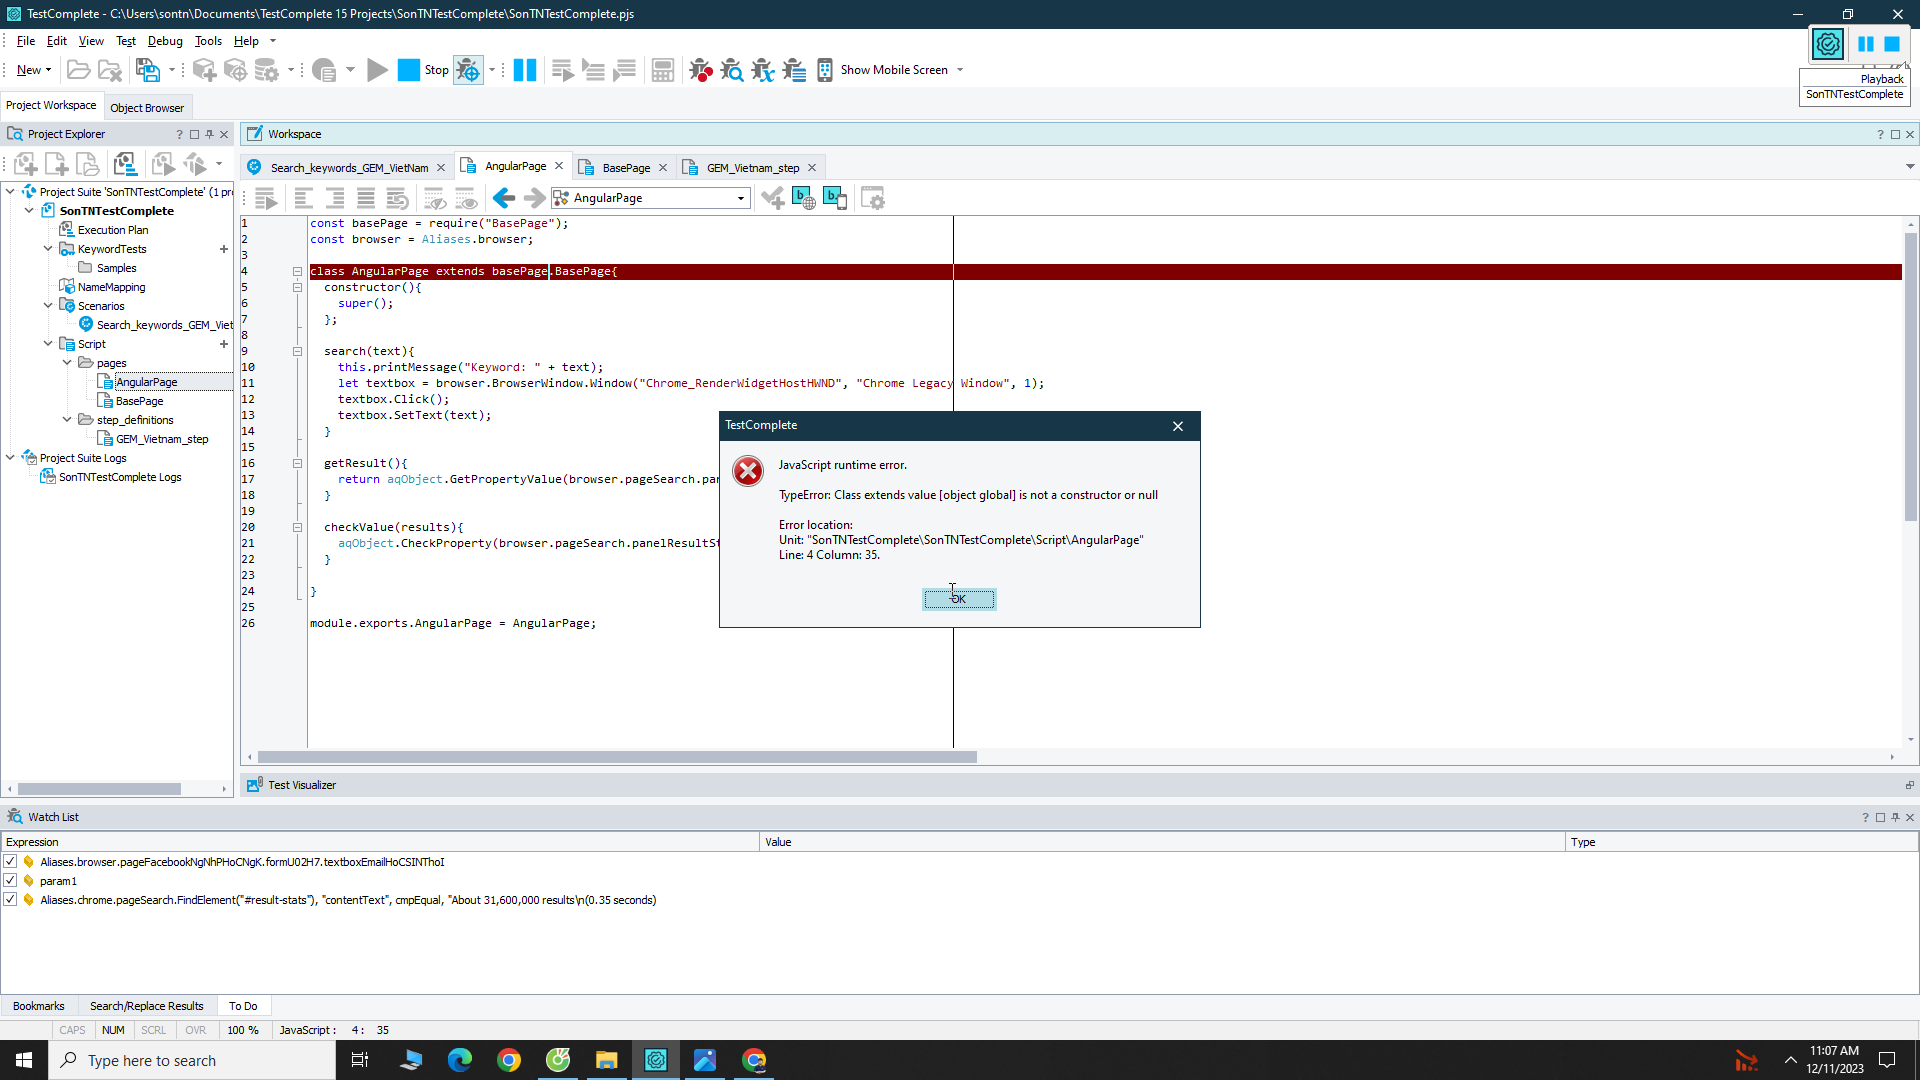 TestComplete - C:\Users\sontn\Documents\TestComplete 15 Projects\SonTNTestComplete\SonTNTestComplete.pjs
File Edit View Test Debug Tools Help
New Stop Show Mobile Screen
Playback
SonTNTestComplete
Project Workspace Object Browser
Project Explorer
Workspace
Search_keywords_GEM_VietNam AngularPage BasePage GEM_Vietnam_step
AngularPage
Project Suite 'SonTNTestComplete' (1 pr
SonTNTestComplete
Execution Plan
KeywordTests
Samples
NameMapping
Scenarios
Search_keywords_GEM_Viet
Script
pages
AngularPage
BasePage
step_definitions
GEM_Vietnam_step
Project Suite Logs
SonTNTestComplete Logs
1 const basePage = require("BasePage");
2 const browser = Aliases.browser;
3
4 class AngularPage extends basePage.BasePage{
5 constructor(){
6 super();
7 };
8
9 search(text){
10 this.printMessage("Keyword: " + text);
11 let textbox = browser.BrowserWindow.Window("Chrome_RenderWidgetHostHWND", "Chrome Legacy Window", 1);
12 textbox.Click();
13 textbox.SetText(text);
14 }
15
16 getResult(){
17 return aqObject.GetPropertyValue(browser.pageSearch.par
18 }
19
20 checkValue(results){
21 aqObject.CheckProperty(browser.pageSearch.panelResultSt
22 }
23
24 }
25
26 module.exports.AngularPage = AngularPage;
TestComplete
JavaScript runtime error.
TypeError: Class extends value [object global] is not a constructor or null
Error location:
Unit: "SonTNTestComplete\SonTNTestComplete\Script\AngularPage"
Line: 4 Column: 35.
OK
Test Visualizer
Watch List
Expression Value Type
Aliases.browser.pageFacebookNgNhPHoCNgK.formU02H7.textboxEmailHoCSINThoI
param1
Aliases.chrome.pageSearch.FindElement("#result-stats"), "contentText", cmpEqual, "About 31,600,000 results\n(0.35 seconds)
Bookmarks Search/Replace Results To Do
CAPS NUM SCRL OVR 100 % JavaScript : 4 : 35
Type here to search
11:07 AM
12/11/2023